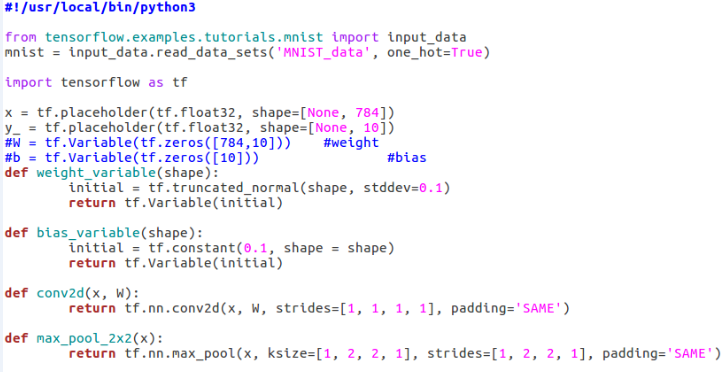 #!/usr/local/bin/python3
from tensorflow.examples.tutorials.mnist import input_data
mnist = input_data.read_data_sets('MNIST_data', one_hot=True)
import tensorflow as tf
x = tf.placeholder(tf.float32, shape=[None, 784])
y_ = tf.placeholder(tf.float32, shape=[None, 10])
#W = tf.Variable(tf.zeros([784,10]))    #weight
#b = tf.Variable(tf.zeros([10]))                #bias
def weight_variable(shape):
        initial = tf.truncated_normal(shape, stddev=0.1)
        return tf.Variable(initial)
def bias_variable(shape):
        initial = tf.constant(0.1, shape = shape)
        return tf.Variable(initial)
def conv2d(x, W):
        return tf.nn.conv2d(x, W, strides=[1, 1, 1, 1], padding='SAME')
def max_pool_2x2(x):
        return tf.nn.max_pool(x, ksize=[1, 2, 2, 1], strides=[1, 2, 2, 1], padding='SAME')